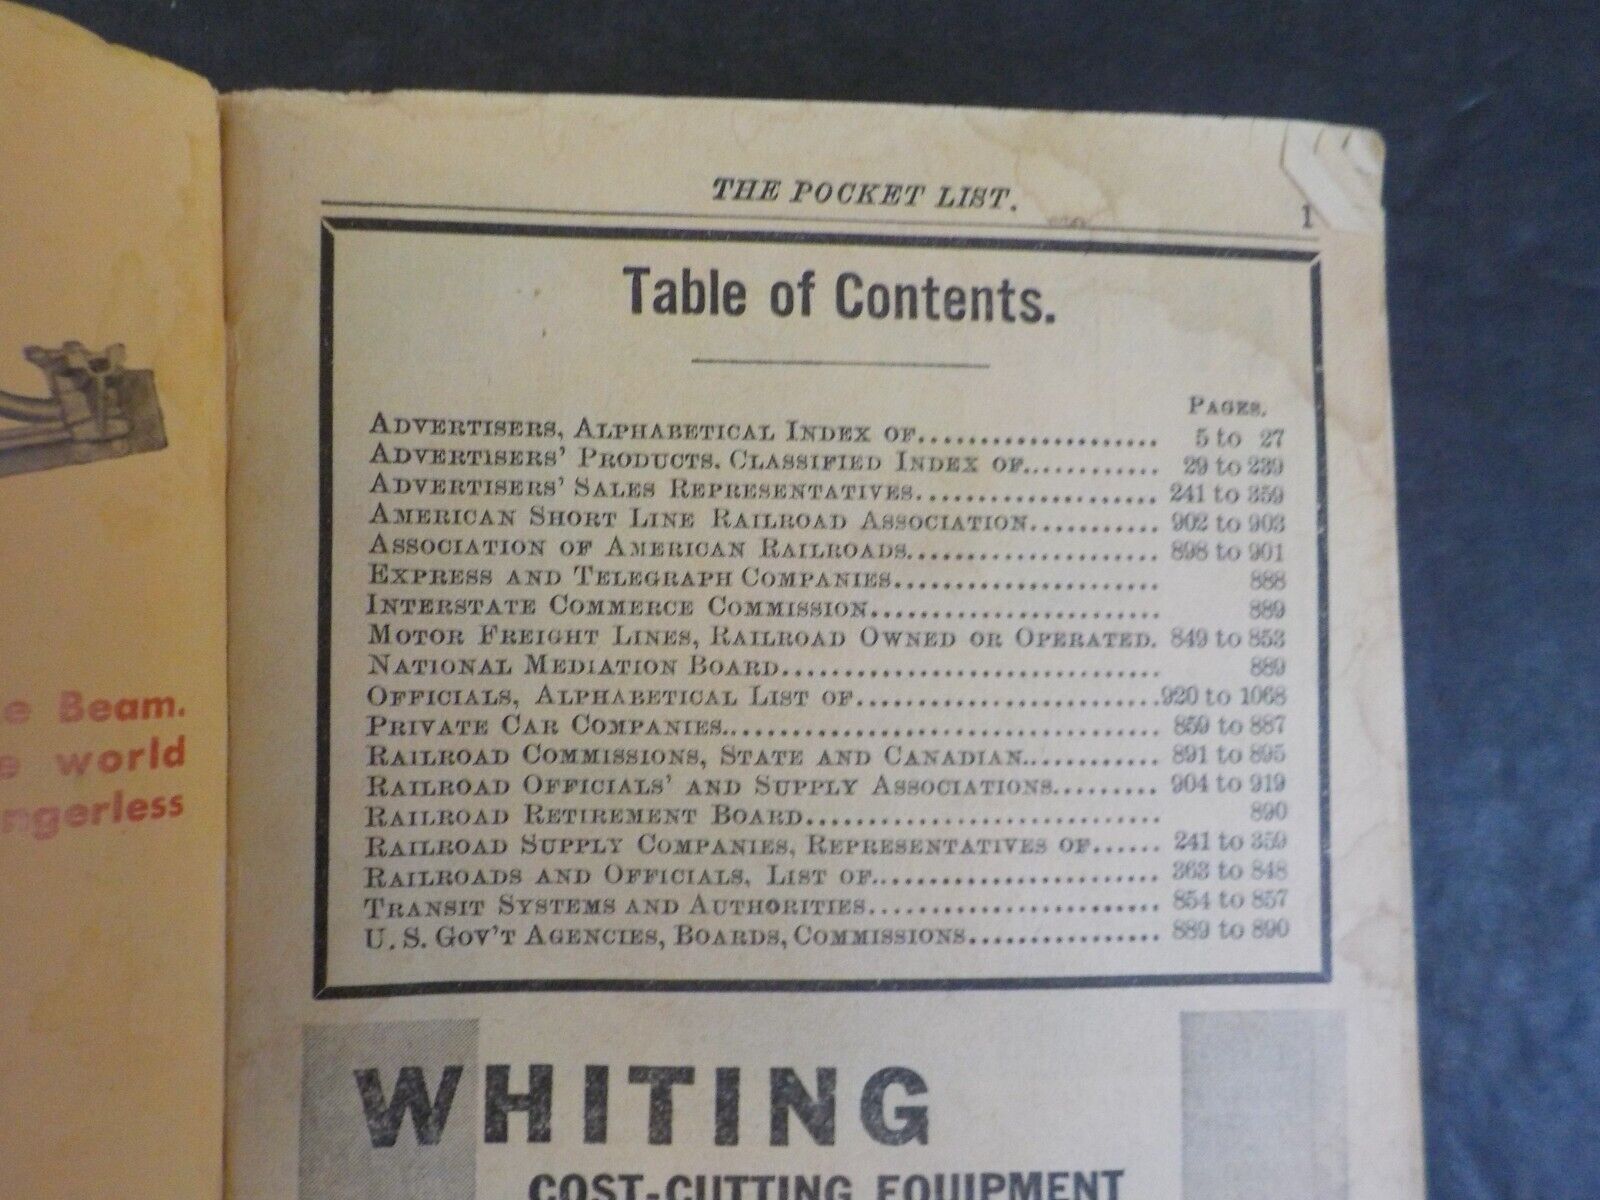 THE POCKET LIST. 1
Table of Contents.
PAGES.
ADVERTISERS, ALPHABETICAL INDEX OF..................... 5 to 27
ADVERTISERS' PRODUCTS. CLASSIFIED INDEX OF............ 29 to 239
ADVERTISERS' SALES REPRESENTATIVES..................... 241 to 359
AMERICAN SHORT LINE RAILROAD ASSOCIATION........... 902 to 903
ASSOCIATION OF AMERICAN RAILROADS...................... 898 to 901
EXPRESS AND TELEGRAPH COMPANIES........................ 888
INTERSTATE COMMERCE COMMISSION.......................... 889
MOTOR FREIGHT LINES, RAILROAD OWNED OR OPERATED. 849 to 853
NATIONAL MEDIATION BOARD................................ 889
OFFICIALS, ALPHABETICAL LIST OF..........................920 to 1068
PRIVATE CAR COMPANIES..................................... 859 to 887
RAILROAD COMMISSIONS, STATE AND CANADIAN............ 891 to 895
RAILROAD OFFICIALS' AND SUPPLY ASSOCIATIONS......... 904 to 919
RAILROAD RETIREMENT BOARD............................... 890
RAILROAD SUPPLY COMPANIES, REPRESENTATIVES OF...... 241 to 359
RAILROADS AND OFFICIALS, LIST OF......................... 363 to 848
TRANSIT SYSTEMS AND AUTHORITIES......................... 854 to 857
U. S. GOV'T AGENCIES, BOARDS, COMMISSIONS................. 889 to 890
WHITING
COST-CUTTING EQUIPMENT
e Beam.
e world
ngerless